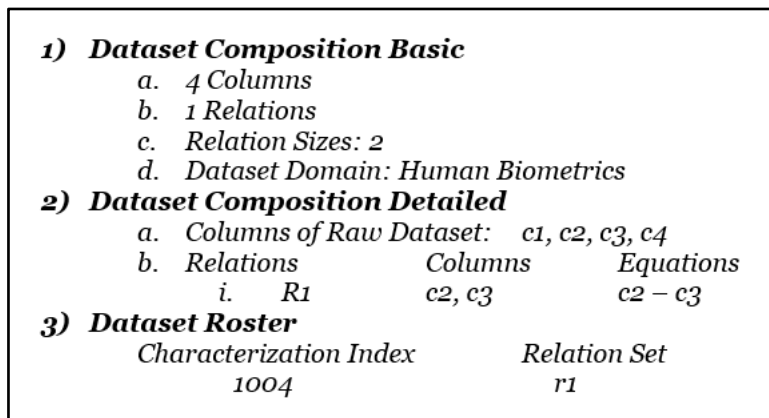 1) Dataset Composition Basic
a. 4 Columns
b. 1 Relations
c. Relation Sizes: 2
d. Dataset Domain: Human Biometrics
2) Dataset Composition Detailed
a. Columns of Raw Dataset: c1, c2, c3, c4
b. Relations Columns Equations
i. R1 c2, c3 c2 – c3
3) Dataset Roster
Characterization Index Relation Set
1004 r1